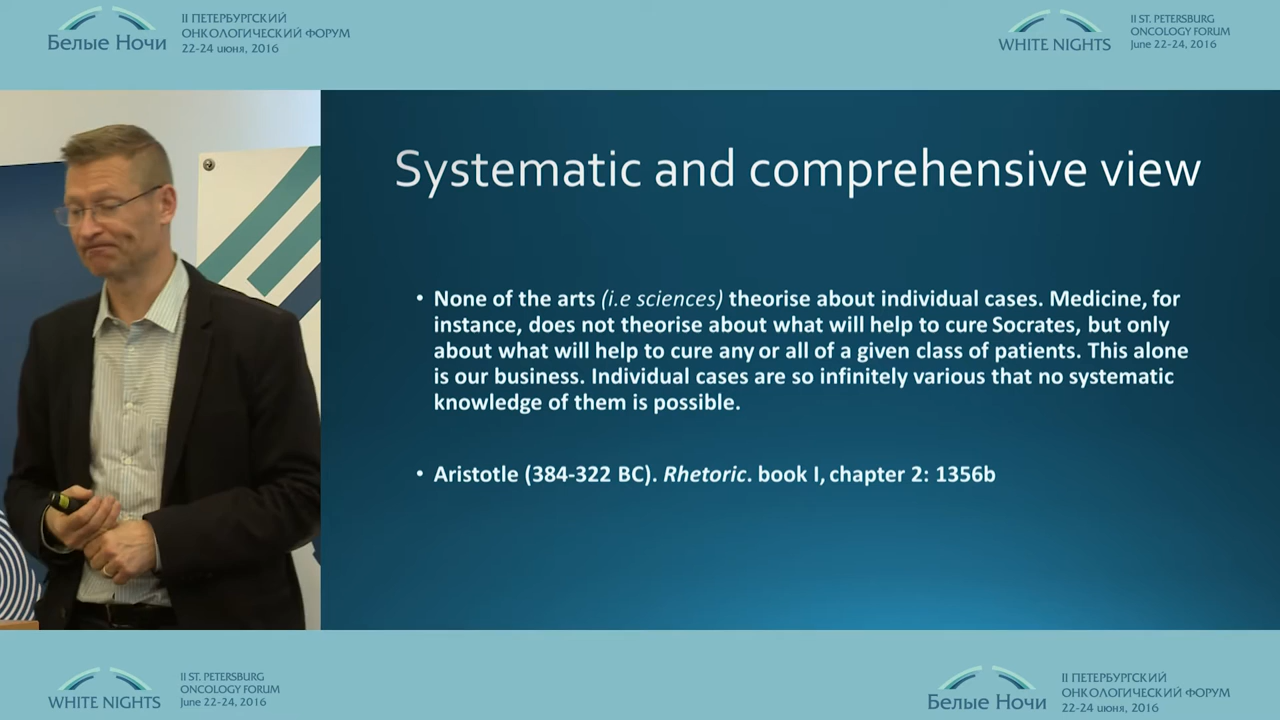 Белые Ночи
II ПЕТЕРБУРГСКИЙ
ОНКОЛОГИЧЕСКИЙ ФОРУМ
22-24 июня, 2016
WHITE NIGHTS
II ST. PETERSBURG
ONCOLOGY FORUM
June 22-24, 2016
Systematic and comprehensive view
• None of the arts (i.e sciences) theorise about individual cases. Medicine, for
instance, does not theorise about what will help to cure Socrates, but only
about what will help to cure any or all of a given class of patients. This alone
is our business. Individual cases are so infinitely various that no systematic
knowledge of them is possible.
• Aristotle (384-322 BC). Rhetoric. book I, chapter 2: 1356b
WHITE NIGHTS
II ST. PETERSBURG
ONCOLOGY FORUM
June 22-24, 2016
Белые Ночи
II ПЕТЕРБУРГСКИЙ
ОНКОЛОГИЧЕСКИЙ ФОРУМ
22-24 июня, 2016